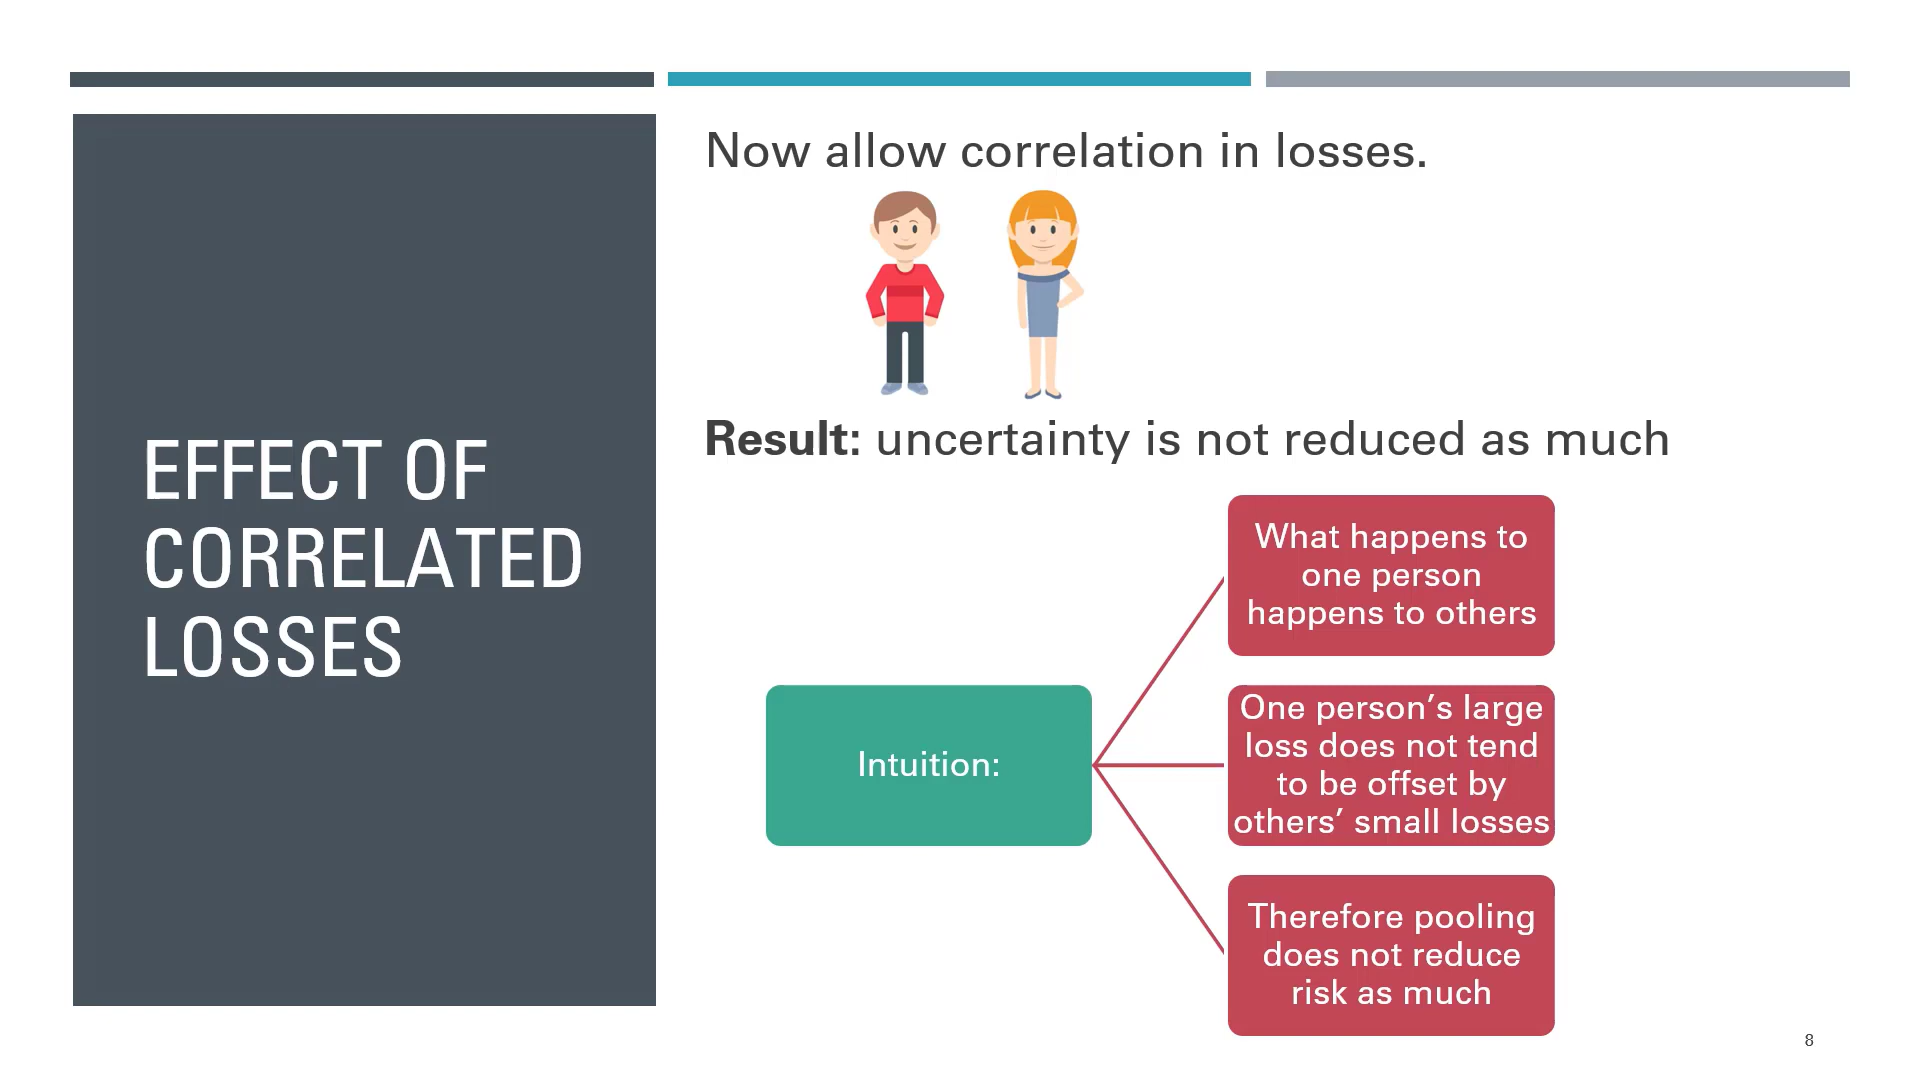 EFFECT OF
CORRELATED
LOSSES
Now allow correlation in losses.
Result: uncertainty is not reduced as much
Intuition:
What happens to
one person
happens to others
One person’s large
loss does not tend
to be offset by
others’ small losses
Therefore pooling
does not reduce
risk as much
8